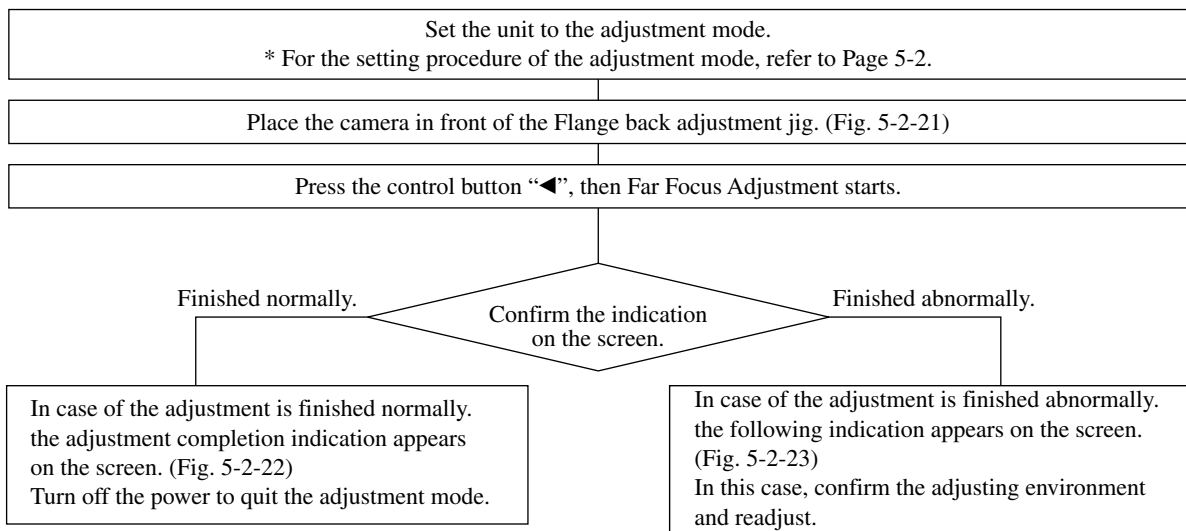 Set the unit to the adjustment mode.
* For the setting procedure of the adjustment mode, refer to Page 5-2.
Place the camera in front of the Flange back adjustment jig. (Fig. 5-2-21)
Press the control button “◀”, then Far Focus Adjustment starts.
Finished normally.
Confirm the indication
on the screen.
Finished abnormally.
In case of the adjustment is finished normally.
the adjustment completion indication appears
on the screen. (Fig. 5-2-22)
Turn off the power to quit the adjustment mode.
In case of the adjustment is finished abnormally.
the following indication appears on the screen.
(Fig. 5-2-23)
In this case, confirm the adjusting environment
and readjust.